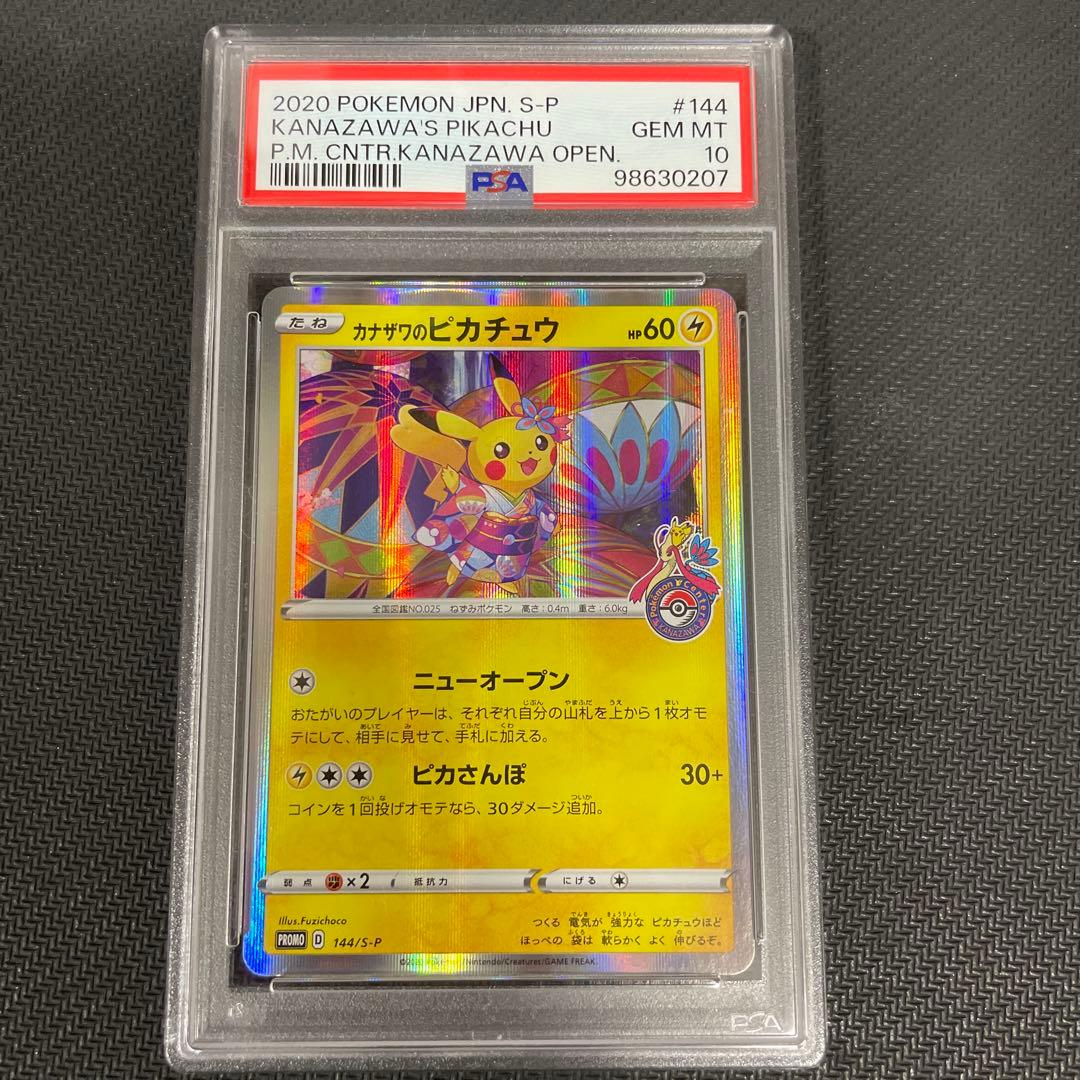 2020 POKEMON JPN. S-P #144
KANAZAWA'S PIKACHU GEM MT
P.M. CNTR.KANAZAWA OPEN. 10
PSA 98630207
たね カナザワのピカチュウ HP60
全国図鑑NO.025 ねずみポケモン 高さ:0.4m 重さ:6.0kg
Pokémon Center
KANAZAWA
ニューオープン
おたがいのプレイヤーは、それぞれ自分の山札を上から1枚オモ
テにして、相手に見せて、手札に加える。
ピカさんぽ 30+
コインを1回投げオモテなら、30ダメージ追加。
弱点 ×2 抵抗力 にげる
Illus.Fuzichoco
つくる 電気が 強力な ピカチュウほど
ほっぺの 袋は 軟らかく よく 伸びるぞ。
PROMO D 144/S-P
Nintendo/Creatures/GAME FREAK.
PSA